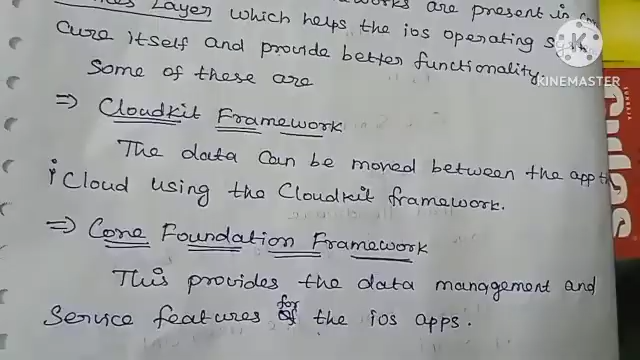 Layer which helps the ios operating
cure itself and provide better functionality.
Some of these are
⇒ Cloudkit Framework
The data can be moved between the app
iCloud using the Cloudkit framework.
⇒ Core Foundation Framework
This provides the data management and
Service features for the ios apps.
KINEMASTER